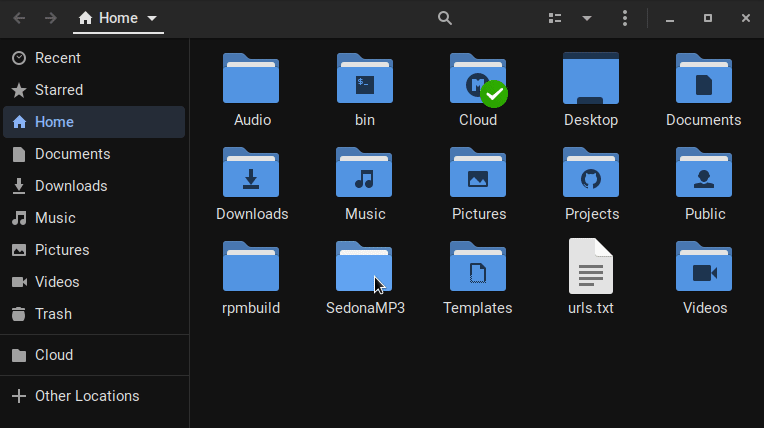 Home
Recent
Starred
Home
Documents
Downloads
Music
Pictures
Videos
Trash
Cloud
Other Locations
Audio
bin
Cloud
Desktop
Documents
Downloads
Music
Pictures
Projects
Public
rpmbuild
SedonaMP3
Templates
urls.txt
Videos